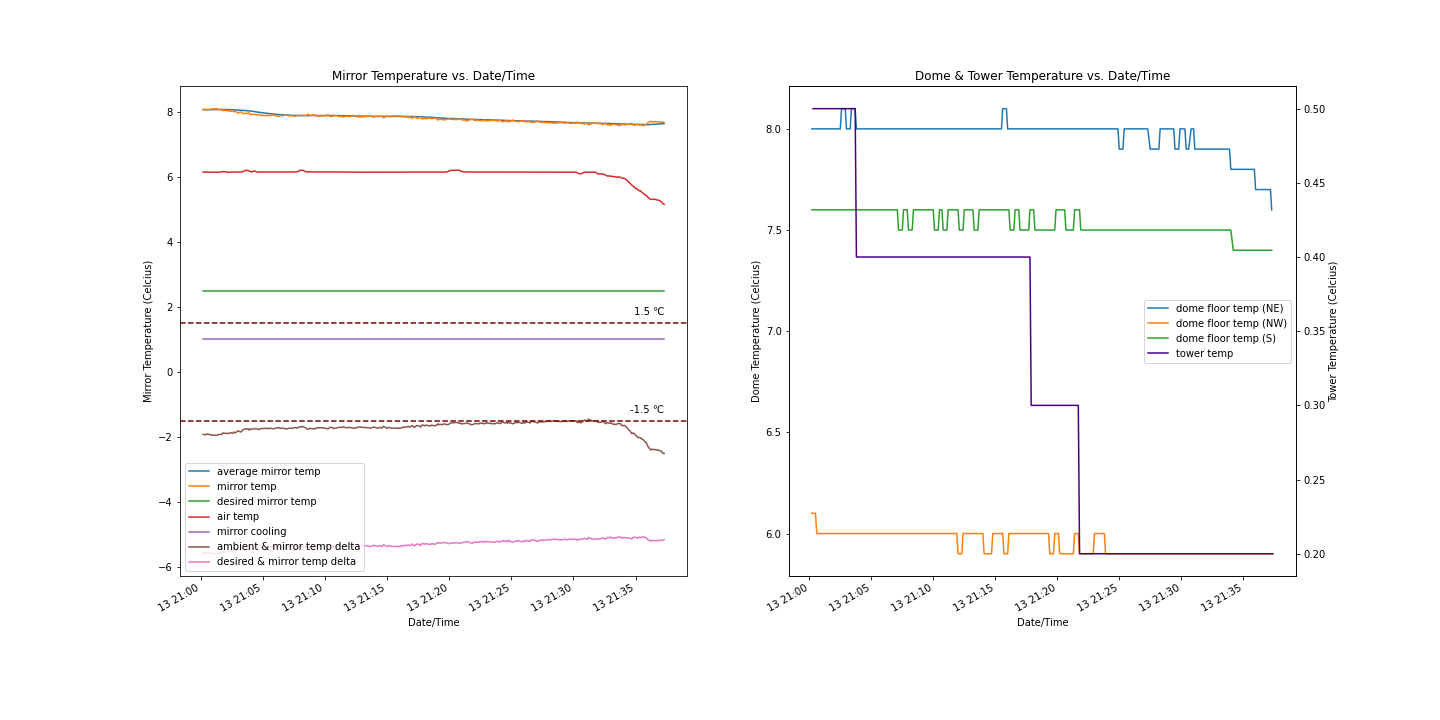 Mirror Temperature vs. Date/Time
Mirror Temperature (Celcius)
8
6
4
2
0
−2
−4
−6
1.5 °C
-1.5 °C
average mirror temp
mirror temp
desired mirror temp
air temp
mirror cooling
ambient & mirror temp delta
desired & mirror temp delta
13 21:00
13 21:05
13 21:10
13 21:15
13 21:20
13 21:25
13 21:30
13 21:35
Date/Time
Dome & Tower Temperature vs. Date/Time
Dome Temperature (Celcius)
8.0
7.5
7.0
6.5
6.0
dome floor temp (NE)
dome floor temp (NW)
dome floor temp (S)
tower temp
0.50
0.45
0.40
0.35
0.30
0.25
0.20
Tower Temperature (Celcius)
13 21:00
13 21:05
13 21:10
13 21:15
13 21:20
13 21:25
13 21:30
13 21:35
Date/Time